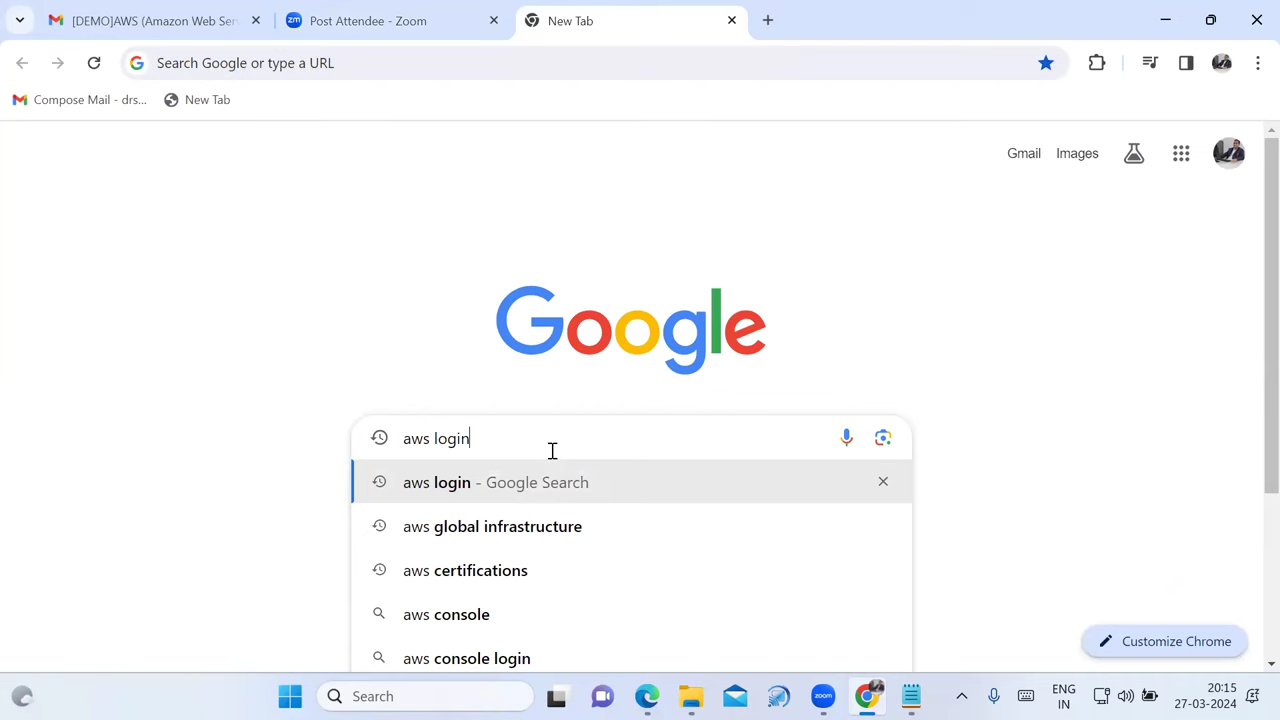 [DEMO]AWS (Amazon Web Ser
zm
Post Attendee - Zoom
New Tab
Search Google or type a URL
Compose Mail - drs...
New Tab
Gmail
Images
Google
aws login
aws login - Google Search
aws global infrastructure
aws certifications
aws console
aws console login
Customize Chrome
Search
zoom
ENG
IN
20:15
27-03-2024